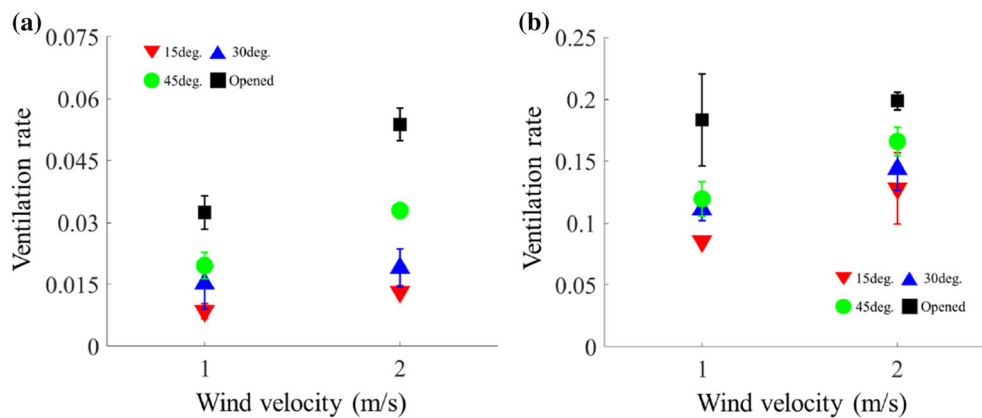 (a)
0.075
0.06
0.045
0.03
0.015
0
Ventilation rate
15deg. 30deg.
45deg. Opened
1 2
Wind velocity (m/s)
(b)
0.25
0.2
0.15
0.1
0.05
0
Ventilation rate
15deg. 30deg.
45deg. Opened
1 2
Wind velocity (m/s)